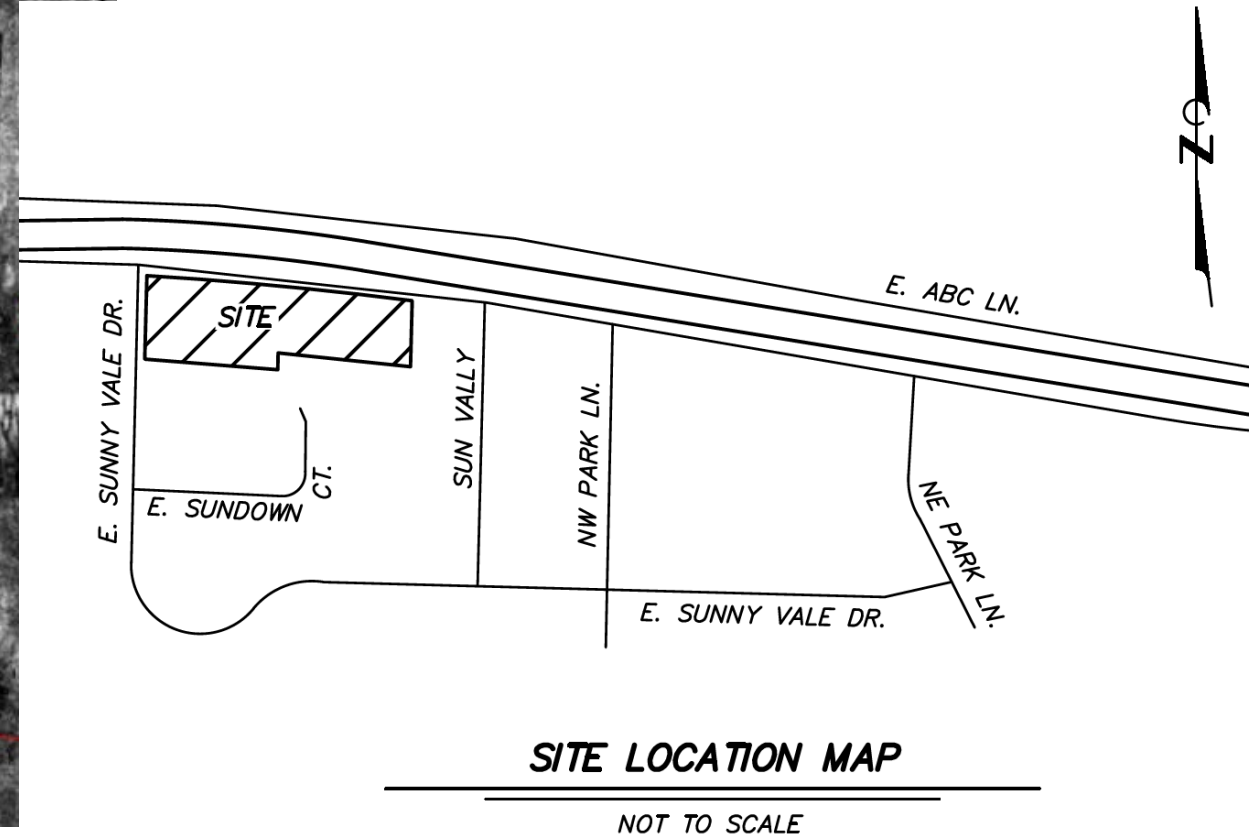 N
E. ABC LN.
SITE
E. SUNNY VALE DR.
SUN VALLY
NW PARK LN.
E. SUNDOWN CT.
NE PARK LN.
E. SUNNY VALE DR.
SITE LOCATION MAP
NOT TO SCALE